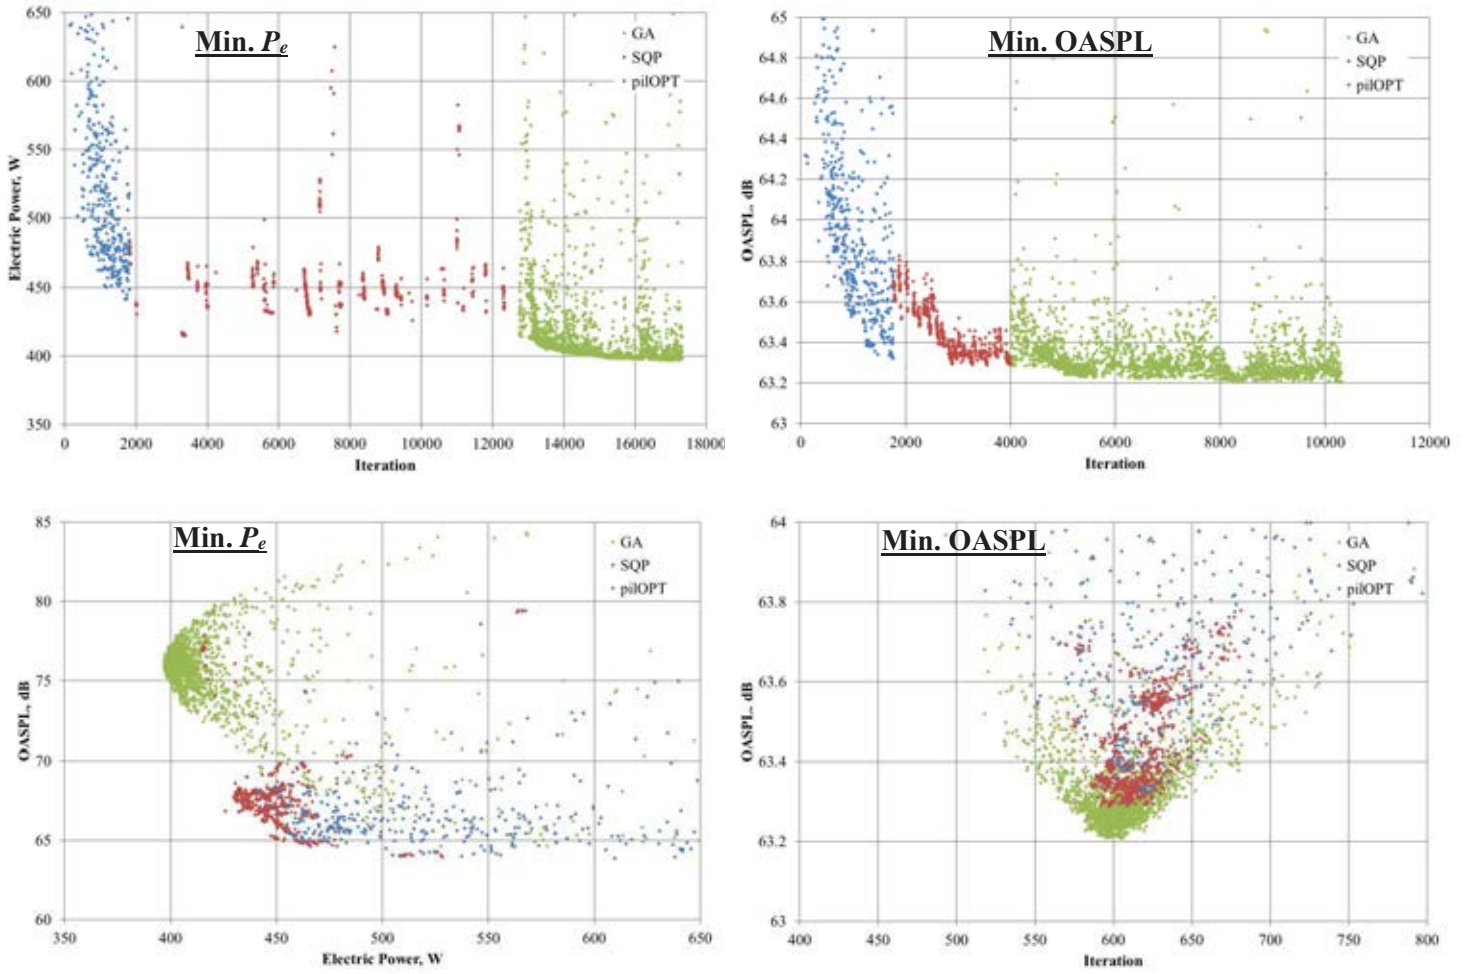 Min. Pe
650
600
550
500
450
400
350
Electric Power, W
0 2000 4000 6000 8000 10000 12000 14000 16000 18000
Iteration
GA
SQP
pilOPT
Min. OASPL
65
64.8
64.6
64.4
64.2
64
63.8
63.6
63.4
63.2
63
OASPL, dB
0 2000 4000 6000 8000 10000 12000
Iteration
GA
SQP
pilOPT
Min. Pe
85
80
75
70
65
60
OASPL, dB
350 400 450 500 550 600 650
Electric Power, W
GA
SQP
pilOPT
Min. OASPL
64
63.8
63.6
63.4
63.2
63
OASPL, dB
400 450 500 550 600 650 700 750 800
Iteration
GA
SQP
pilOPT